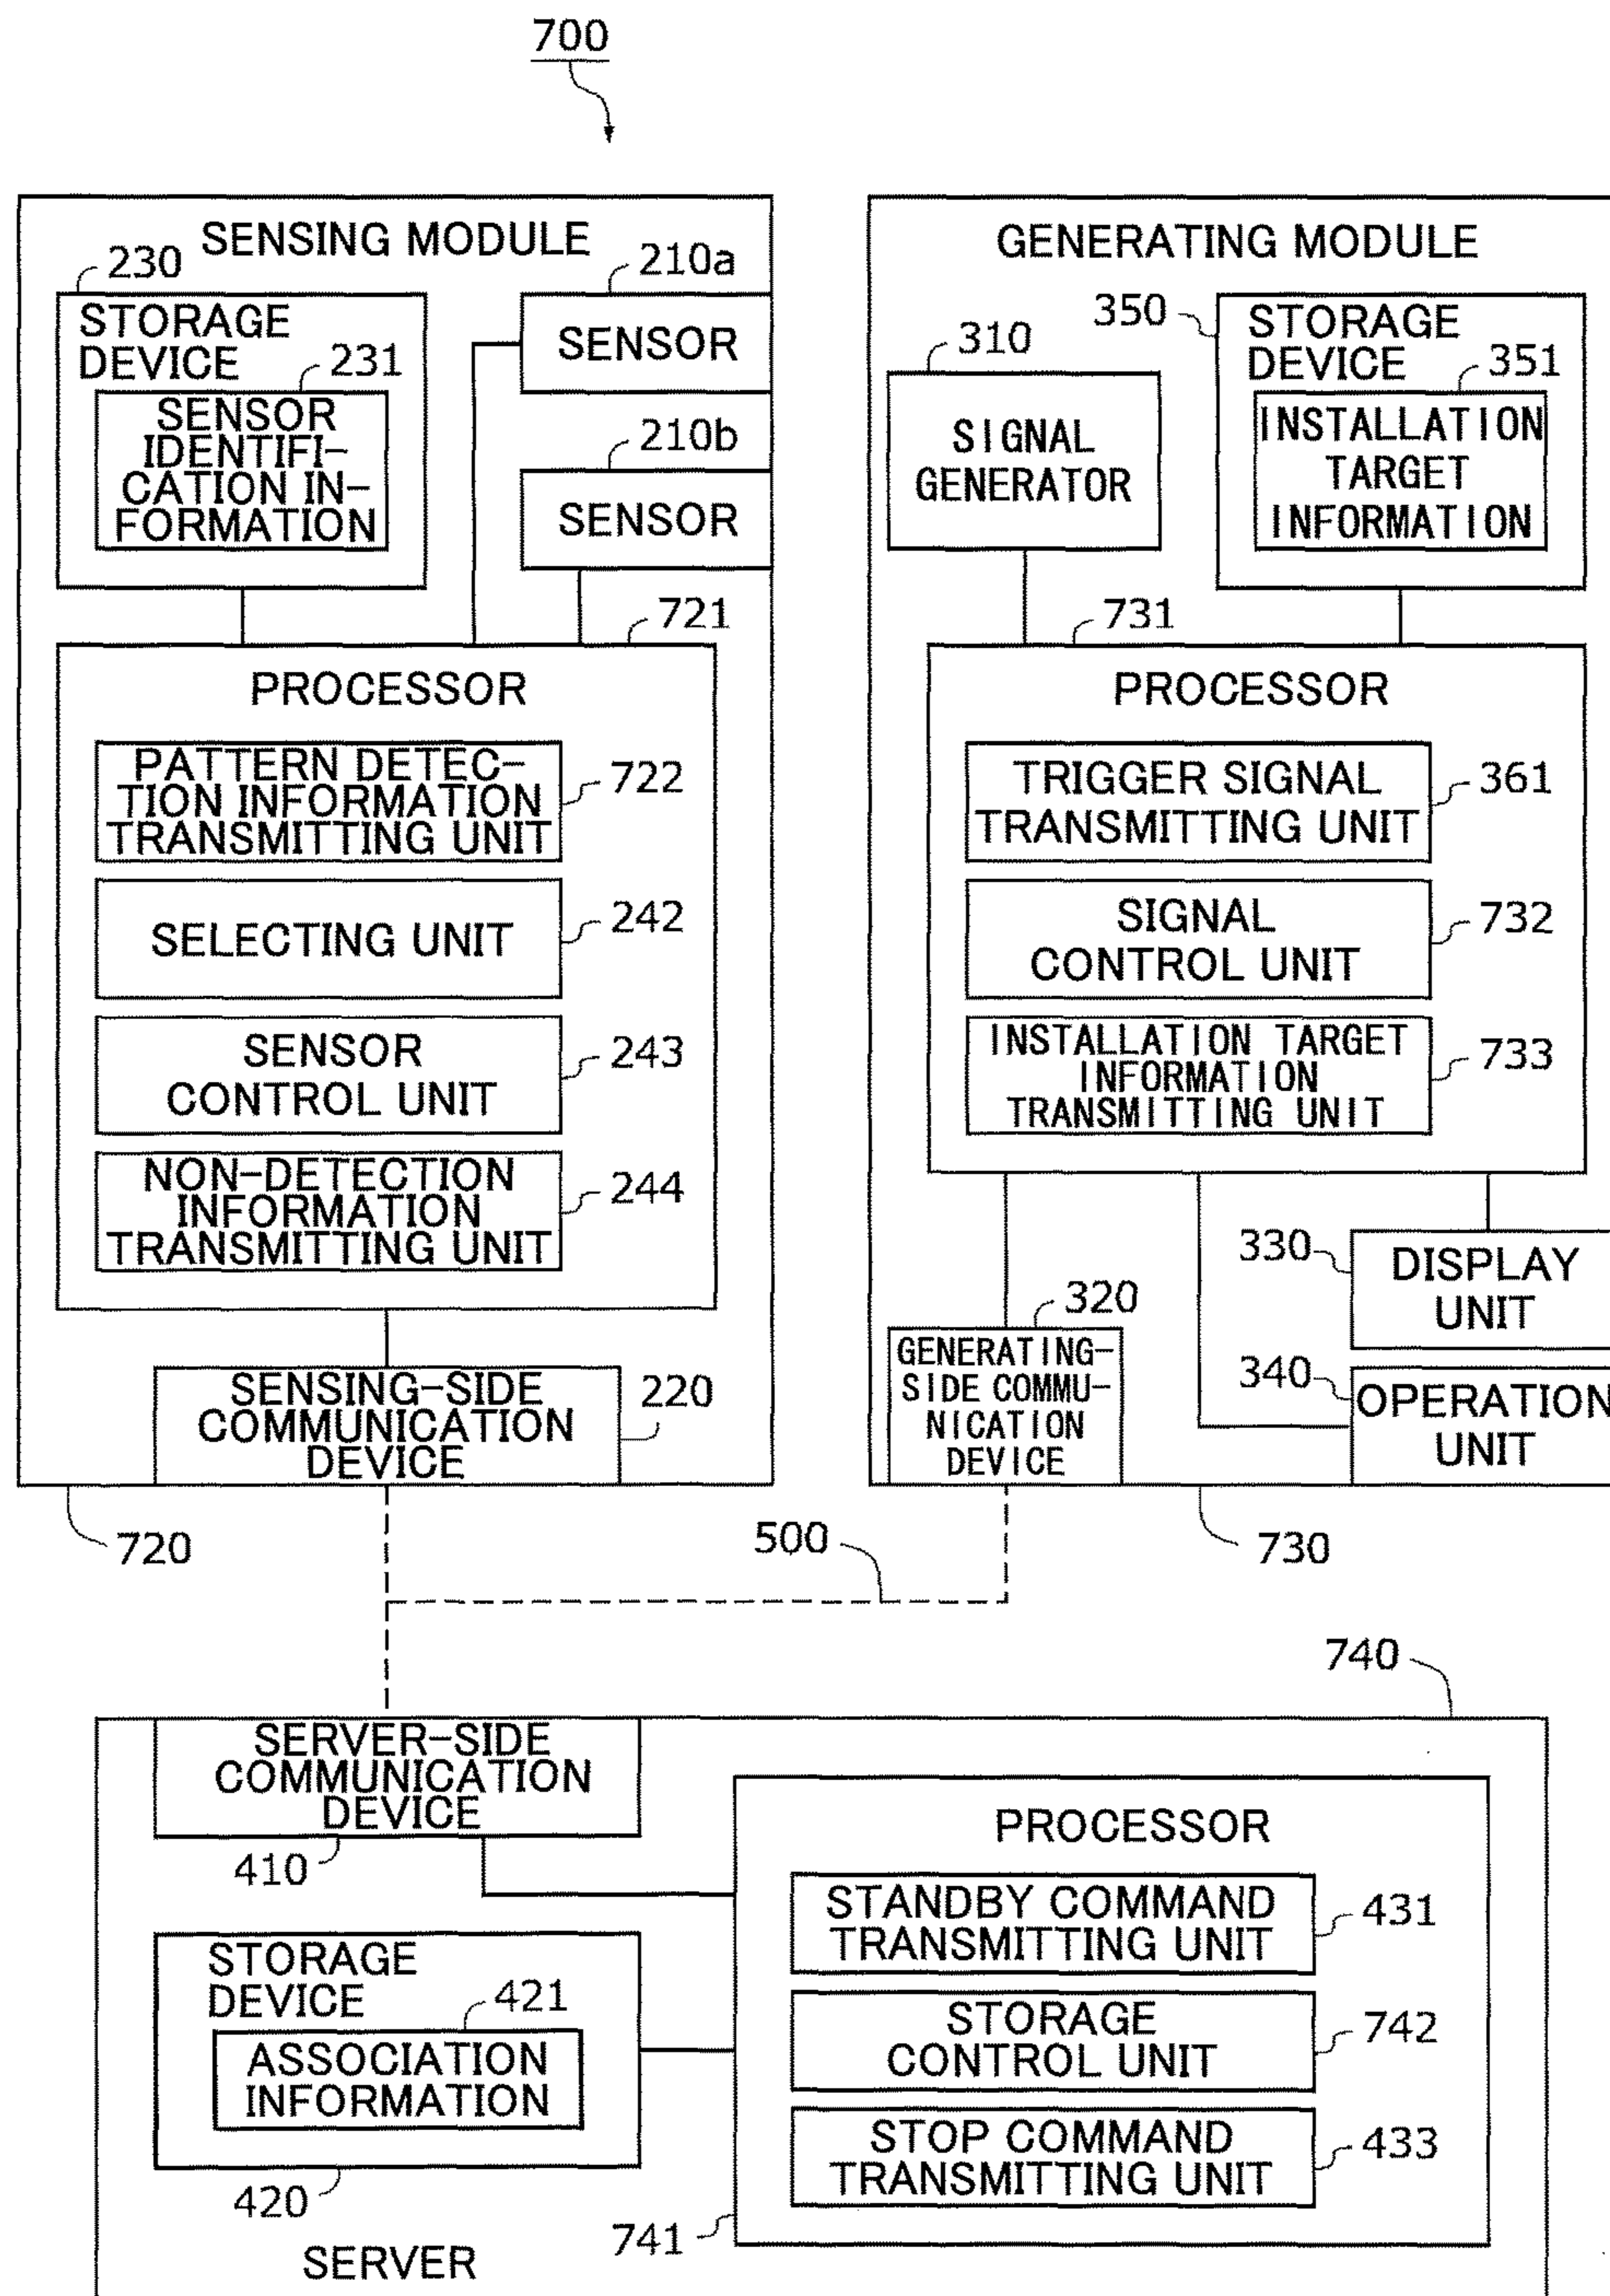 700
SENSING MODULE
230
STORAGE
DEVICE
231
SENSOR
IDENTIFI-
CATION IN-
FORMATION
210a
SENSOR
210b
SENSOR
721
PROCESSOR
PATTERN DETEC-
TION INFORMATION
TRANSMITTING UNIT
722
SELECTING UNIT
242
SENSOR
CONTROL UNIT
243
NON-DETECTION
INFORMATION
TRANSMITTING UNIT
244
SENSING-SIDE
COMMUNICATION
DEVICE
220
720
GENERATING MODULE
310
SIGNAL
GENERATOR
350
STORAGE
DEVICE
351
INSTALLATION
TARGET
INFORMATION
731
PROCESSOR
TRIGGER SIGNAL
TRANSMITTING UNIT
361
SIGNAL
CONTROL UNIT
732
INSTALLATION TARGET
INFORMATION
TRANSMITTING UNIT
733
320
GENERATING-
SIDE COMMU-
NICATION
DEVICE
330
DISPLAY
UNIT
340
OPERATION
UNIT
730
500
740
SERVER-SIDE
COMMUNICATION
DEVICE
410
STORAGE
DEVICE
421
ASSOCIATION
INFORMATION
420
PROCESSOR
STANDBY COMMAND
TRANSMITTING UNIT
431
STORAGE
CONTROL UNIT
742
STOP COMMAND
TRANSMITTING UNIT
433
741
SERVER